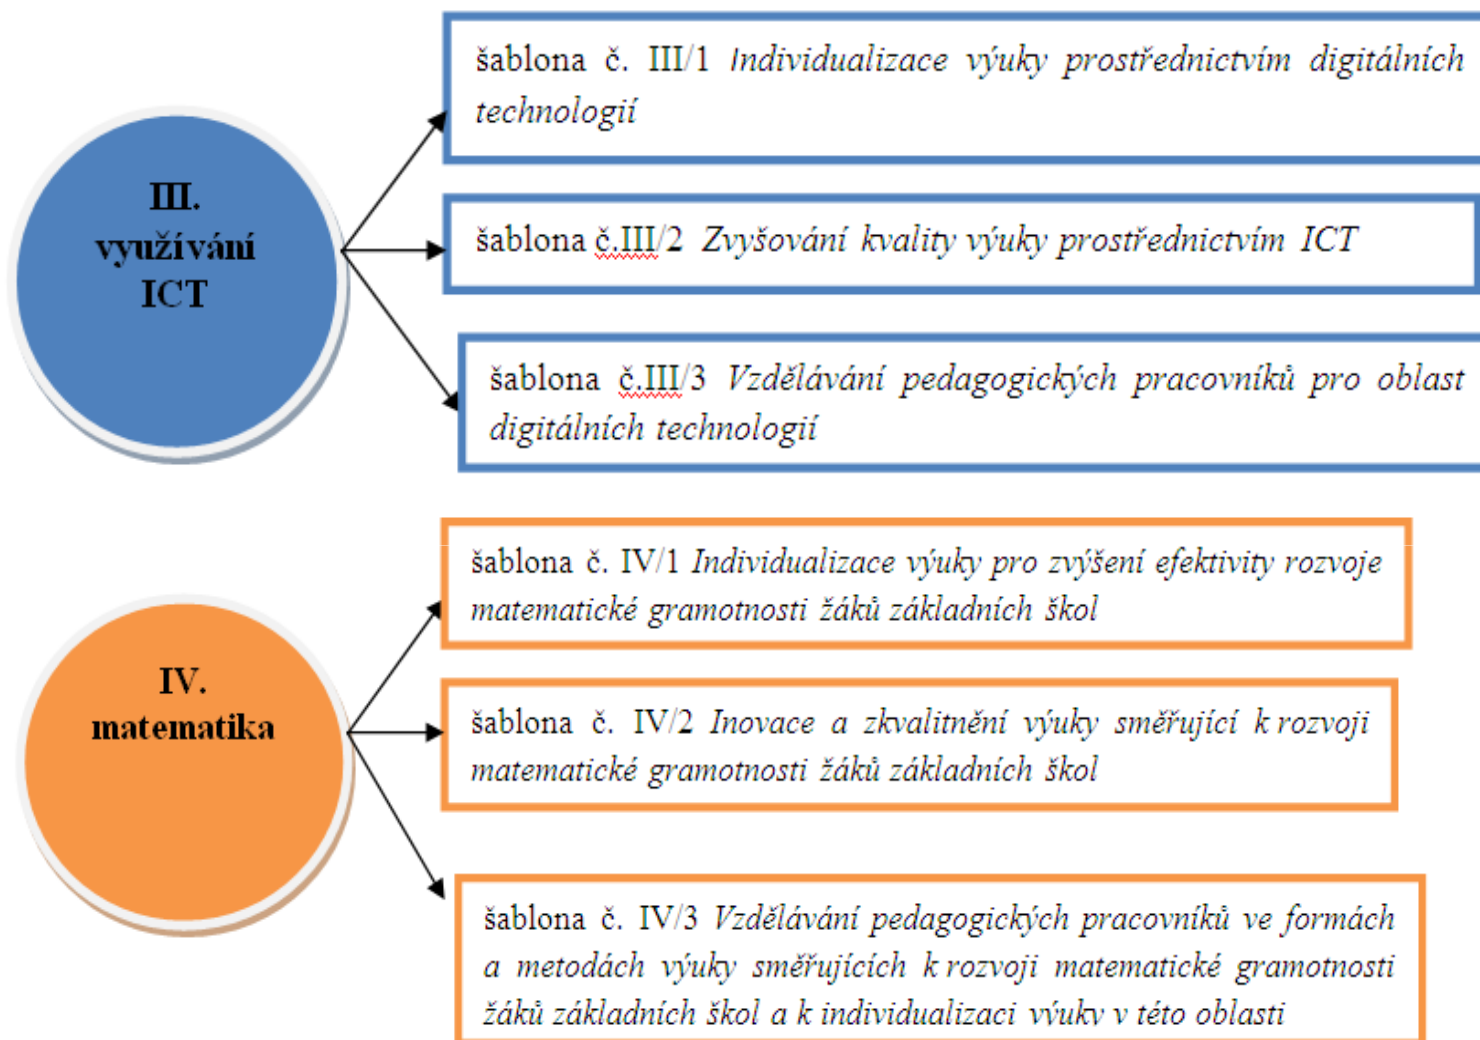 III.
využívání
ICT
šablona č. III/1 Individualizace výuky prostřednictvím digitálních
technologií
šablona č.III/2 Zvyšování kvality výuky prostřednictvím ICT
šablona č.III/3 Vzdělávání pedagogických pracovníků pro oblast
digitálních technologií
IV.
matematika
šablona č. IV/1 Individualizace výuky pro zvýšení efektivity rozvoje
matematické gramotnosti žáků základních škol
šablona č. IV/2 Inovace a zkvalitnění výuky směřující k rozvoji
matematické gramotnosti žáků základních škol
šablona č. IV/3 Vzdělávání pedagogických pracovníků ve formách
a metodách výuky směřujících k rozvoji matematické gramotnosti
žáků základních škol a k individualizaci výuky v této oblasti